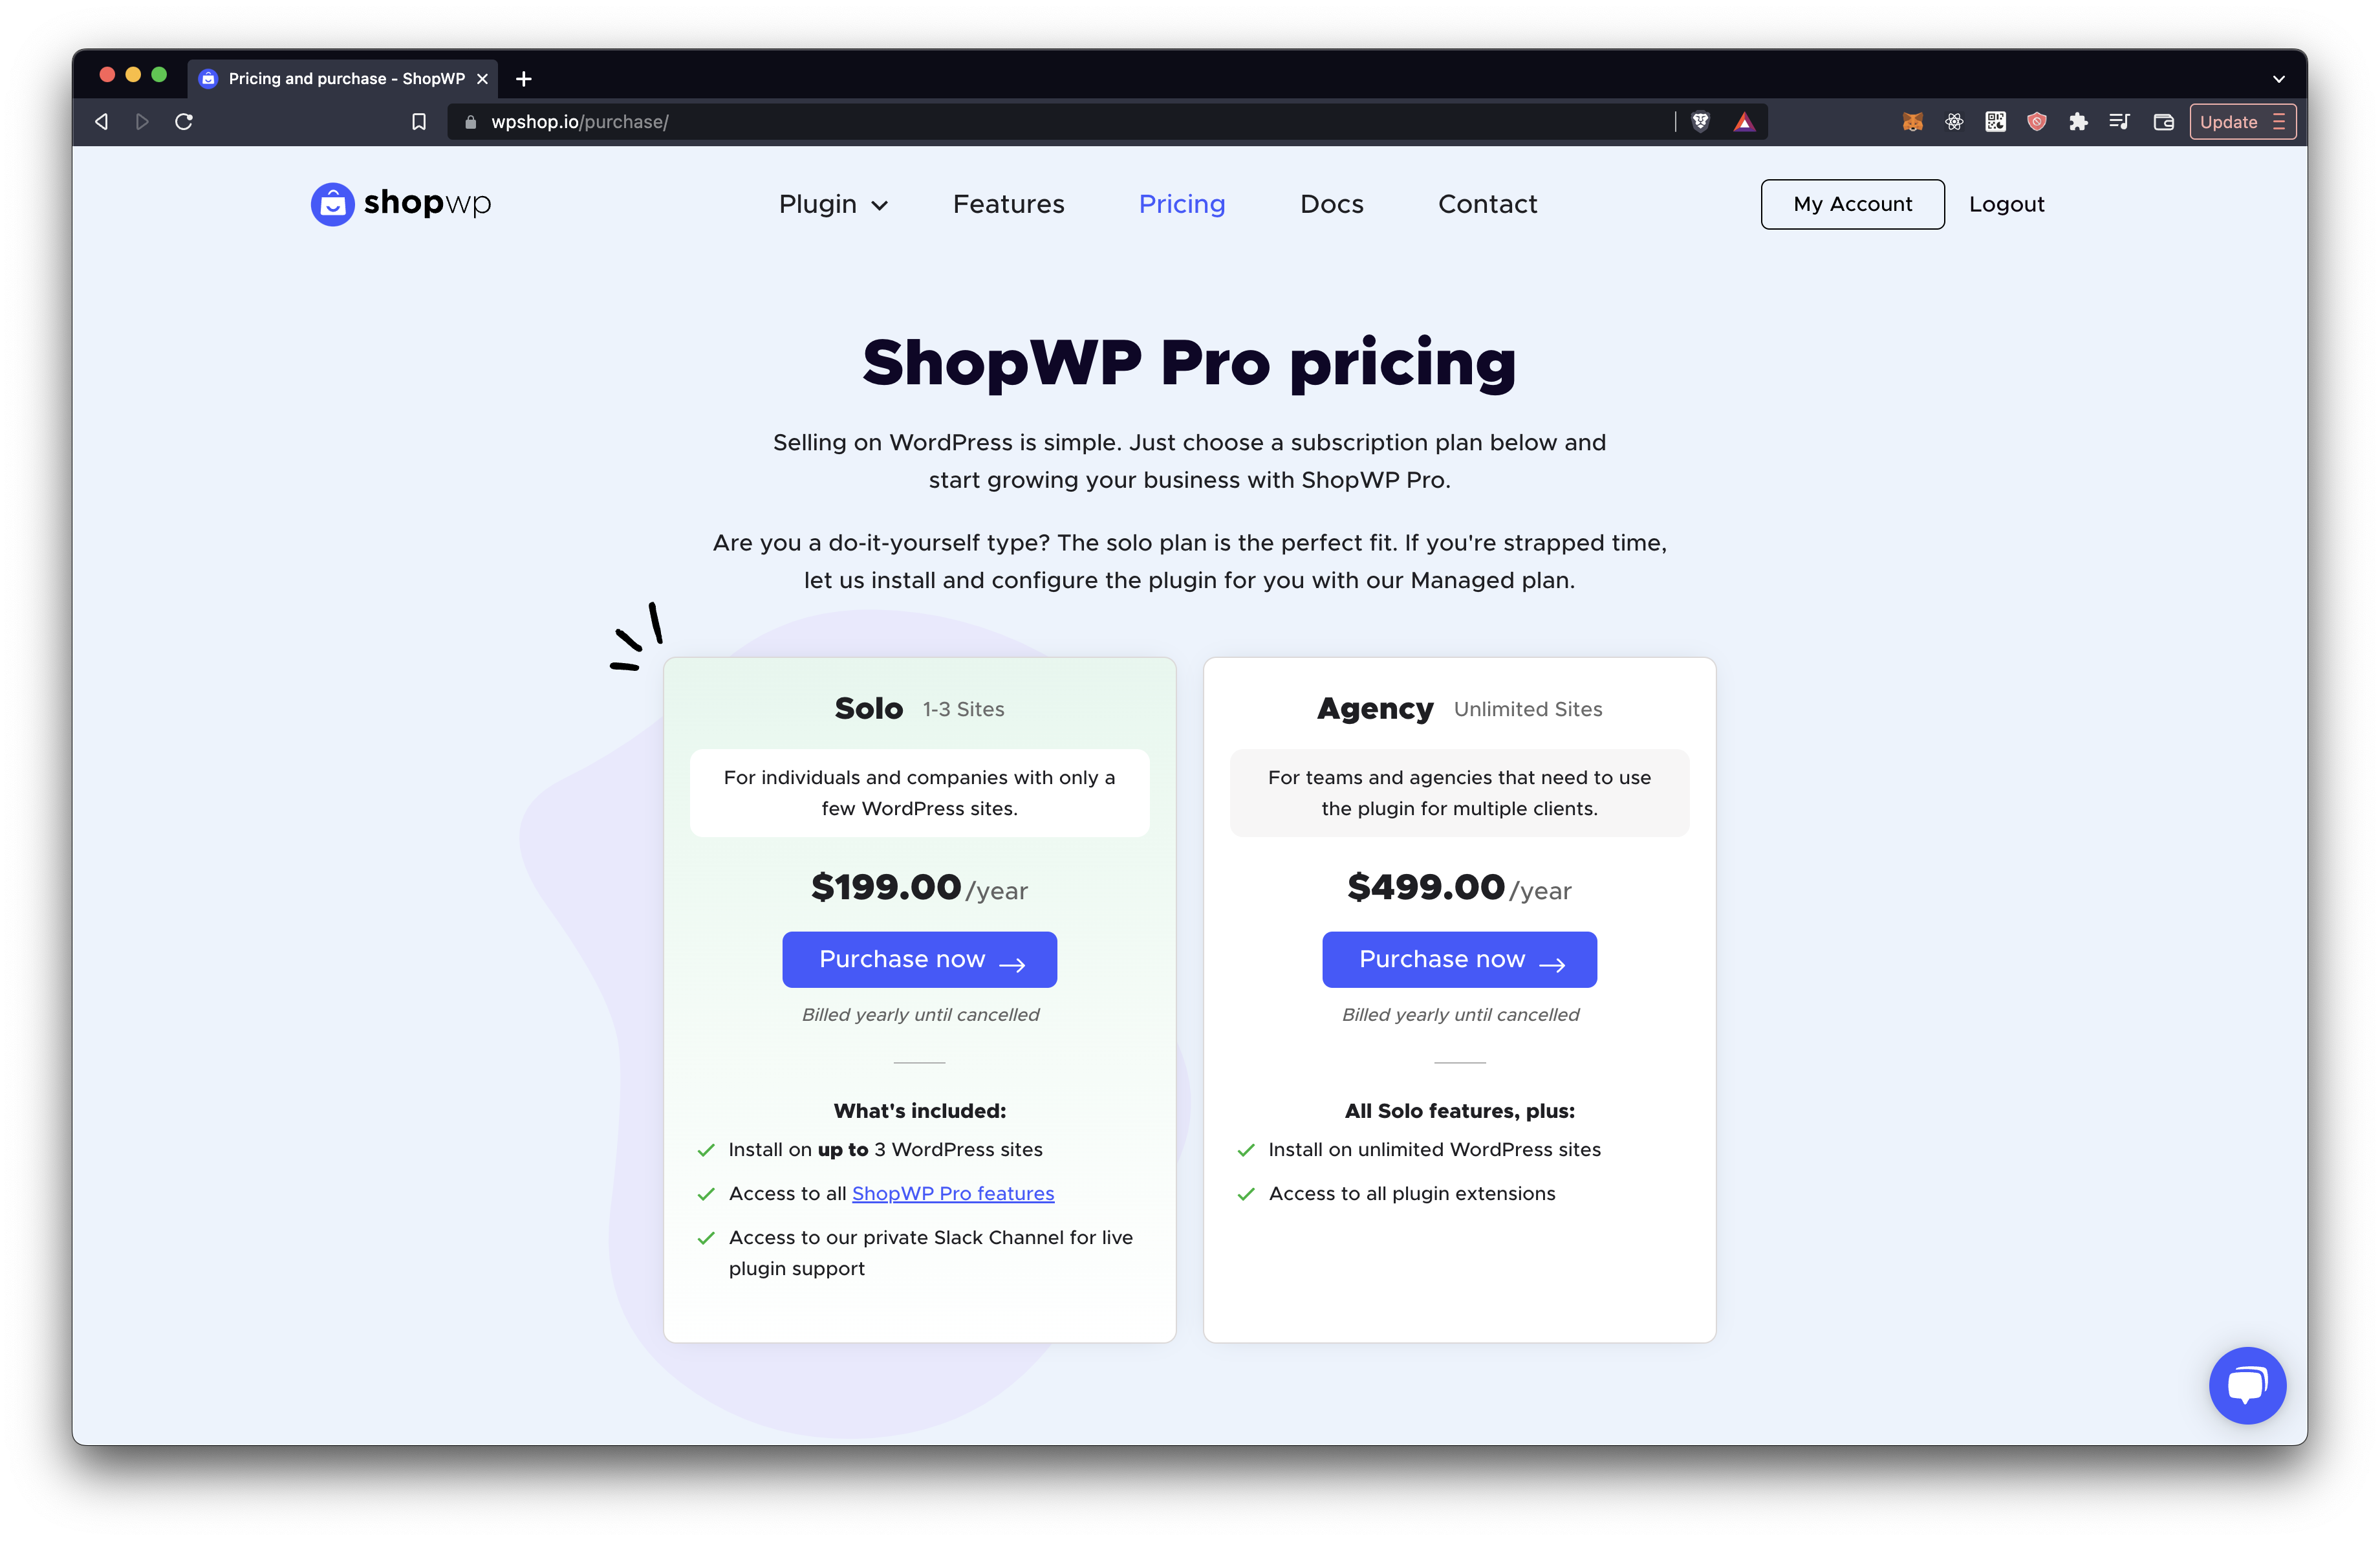 Pricing and purchase - ShopWP
wpshop.io/purchase/
Update
shopwp
Plugin
Features
Pricing
Docs
Contact
My Account
Logout
ShopWP Pro pricing
Selling on WordPress is simple. Just choose a subscription plan below and
start growing your business with ShopWP Pro.
Are you a do-it-yourself type? The solo plan is the perfect fit. If you're strapped time,
let us install and configure the plugin for you with our Managed plan.
Solo 1-3 Sites
For individuals and companies with only a
few WordPress sites.
$199.00/year
Purchase now
Billed yearly until cancelled
What's included:
Install on up to 3 WordPress sites
Access to all ShopWP Pro features
Access to our private Slack Channel for live
plugin support
Agency Unlimited Sites
For teams and agencies that need to use
the plugin for multiple clients.
$499.00/year
Purchase now
Billed yearly until cancelled
All Solo features, plus:
Install on unlimited WordPress sites
Access to all plugin extensions